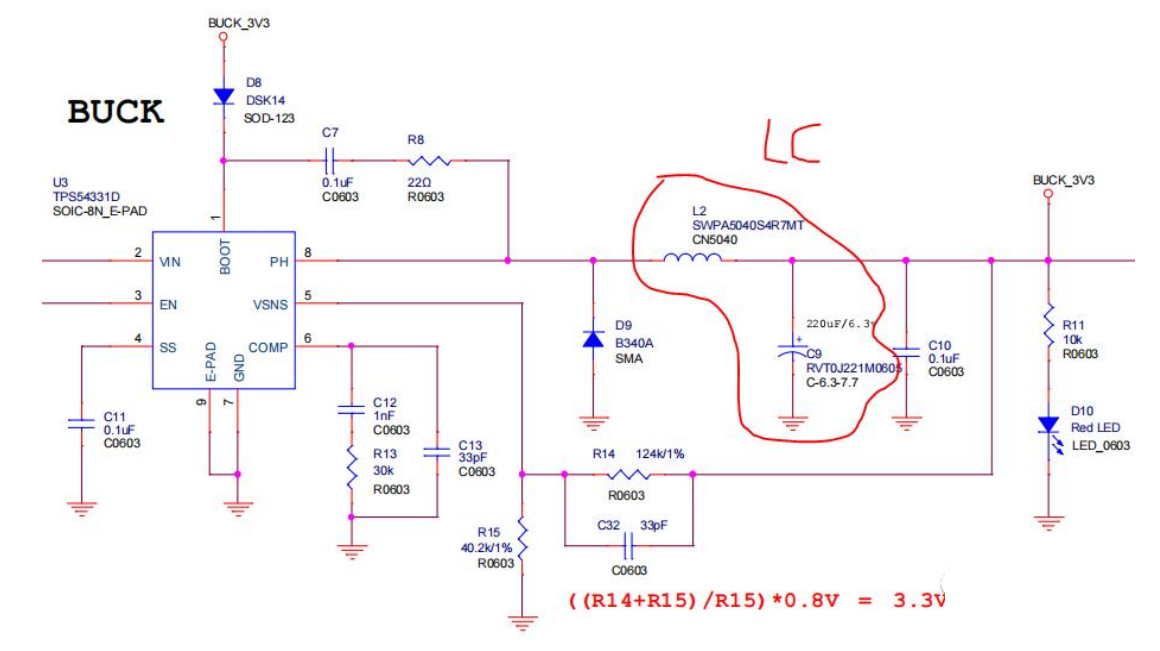 BUCK_3V3
D8
DSK14
SOD-123
BUCK
C7
0.1uF
C0603
R8
22Ω
R0603
LC
U3
TPS54331D
SOIC-8N_E-PAD
BUCK_3V3
L2
SWPA5040S4R7MT
CN5040
1
BOOT
2
VIN
PH
8
3
EN
VSNS
5
4
SS
COMP
6
E-PAD
GND
9
7
D9
B340A
SMA
220uF/6.3v
C9
RVT0J221M0605
C-6.3-7.7
C10
0.1uF
C0603
R11
10k
R0603
D10
Red LED
LED_0603
C11
0.1uF
C0603
C12
1nF
C0603
R13
30k
R0603
C13
33pF
C0603
R14 124k/1%
R0603
C32 33pF
C0603
R15
40.2k/1%
R0603
((R14+R15)/R15)*0.8V = 3.3V